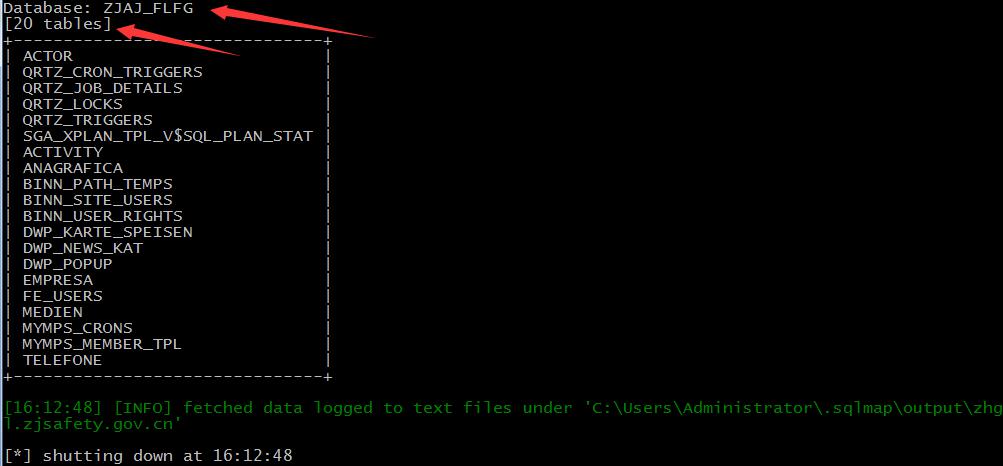 Database: ZJAJ_FLFG
[20 tables]
+-------------------------------+
| ACTOR |
| QRTZ_CRON_TRIGGERS |
| QRTZ_JOB_DETAILS |
| QRTZ_LOCKS |
| QRTZ_TRIGGERS |
| SGA_XPLAN_TPL_V$SQL_PLAN_STAT |
| ACTIVITY |
| ANAGRAFICA |
| BINN_PATH_TEMPS |
| BINN_SITE_USERS |
| BINN_USER_RIGHTS |
| DWP_KARTE_SPEISEN |
| DWP_NEWS_KAT |
| DWP_POPUP |
| EMPRESA |
| FE_USERS |
| MEDIEN |
| MYMPS_CRONS |
| MYMPS_MEMBER_TPL |
| TELEFONE |
+-------------------------------+
[16:12:48] [INFO] fetched data logged to text files under 'C:\Users\Administrator\.sqlmap\output\zhg
l.zjsafety.gov.cn'
[*] shutting down at 16:12:48